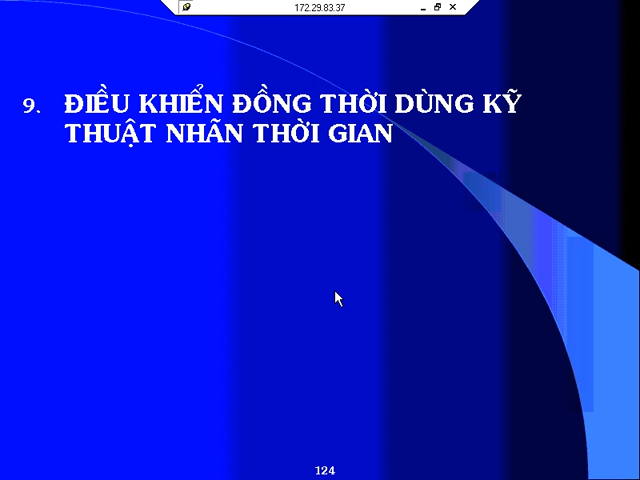 172.29.83.37
9. ĐIỀU KHIỂN ĐỒNG THỜI DÙNG KỸ
THUẬT NHÃN THỜI GIAN
124